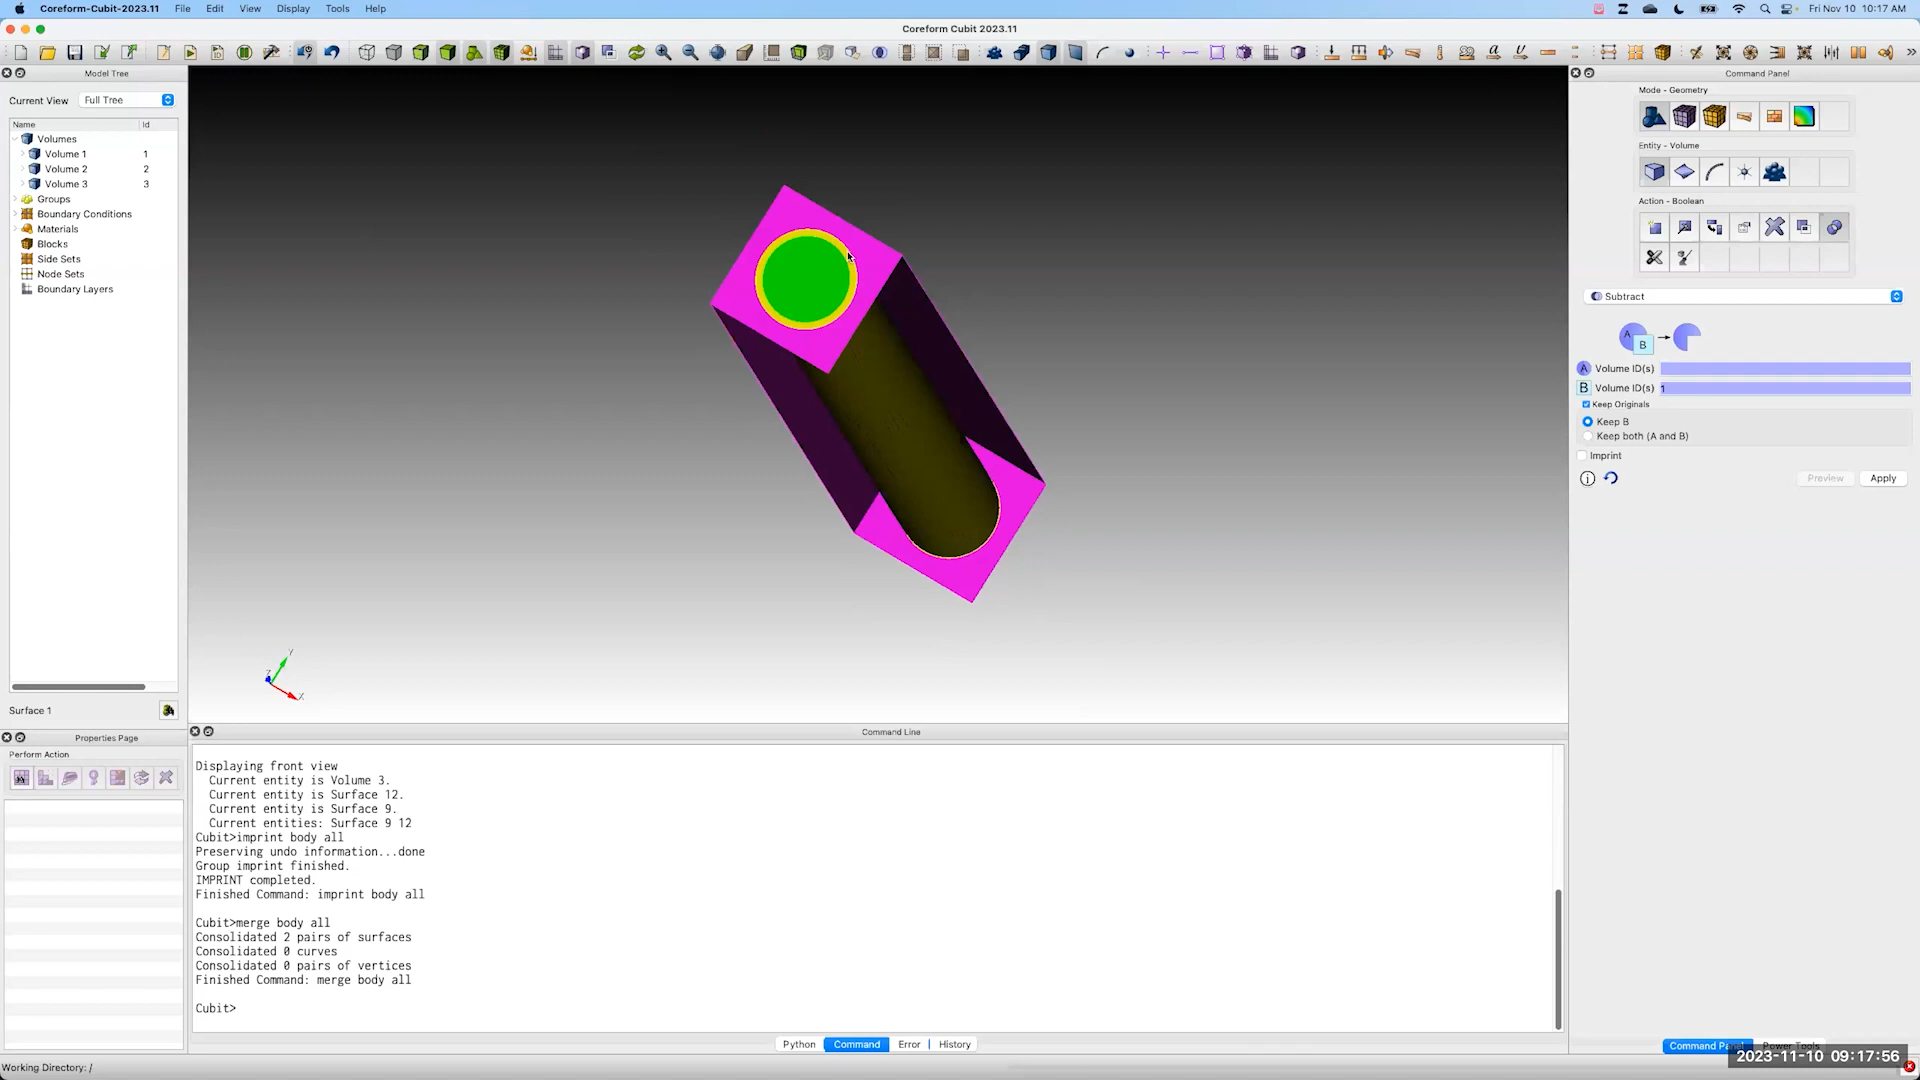 Coreform-Cubit-2023.11 File Edit View Display Tools Help Fri Nov 10 10:17 AM
Coreform Cubit 2023.11
Model Tree
Current View Full Tree
Name Id
Volumes
Volume 1 1
Volume 2 2
Volume 3 3
Groups
Boundary Conditions
Materials
Blocks
Side Sets
Node Sets
Boundary Layers
Surface 1
Properties Page
Perform Action
Y
Z
X
Command Line
Displaying front view
Current entity is Volume 3.
Current entity is Surface 12.
Current entity is Surface 9.
Current entities: Surface 9 12
Cubit>imprint body all
Preserving undo information...done
Group imprint finished.
IMPRINT completed.
Finished Command: imprint body all
Cubit>merge body all
Consolidated 2 pairs of surfaces
Consolidated 0 curves
Consolidated 0 pairs of vertices
Finished Command: merge body all
Cubit>
Python Command Error History
Working Directory: /
Command Panel
Mode - Geometry
Entity - Volume
Action - Boolean
Subtract
A B
A Volume ID(s)
B Volume ID(s) 1
Keep Originals
Keep B
Keep both (A and B)
Imprint
Preview Apply
Command Panel Power Tools
2023-11-10 09:17:56